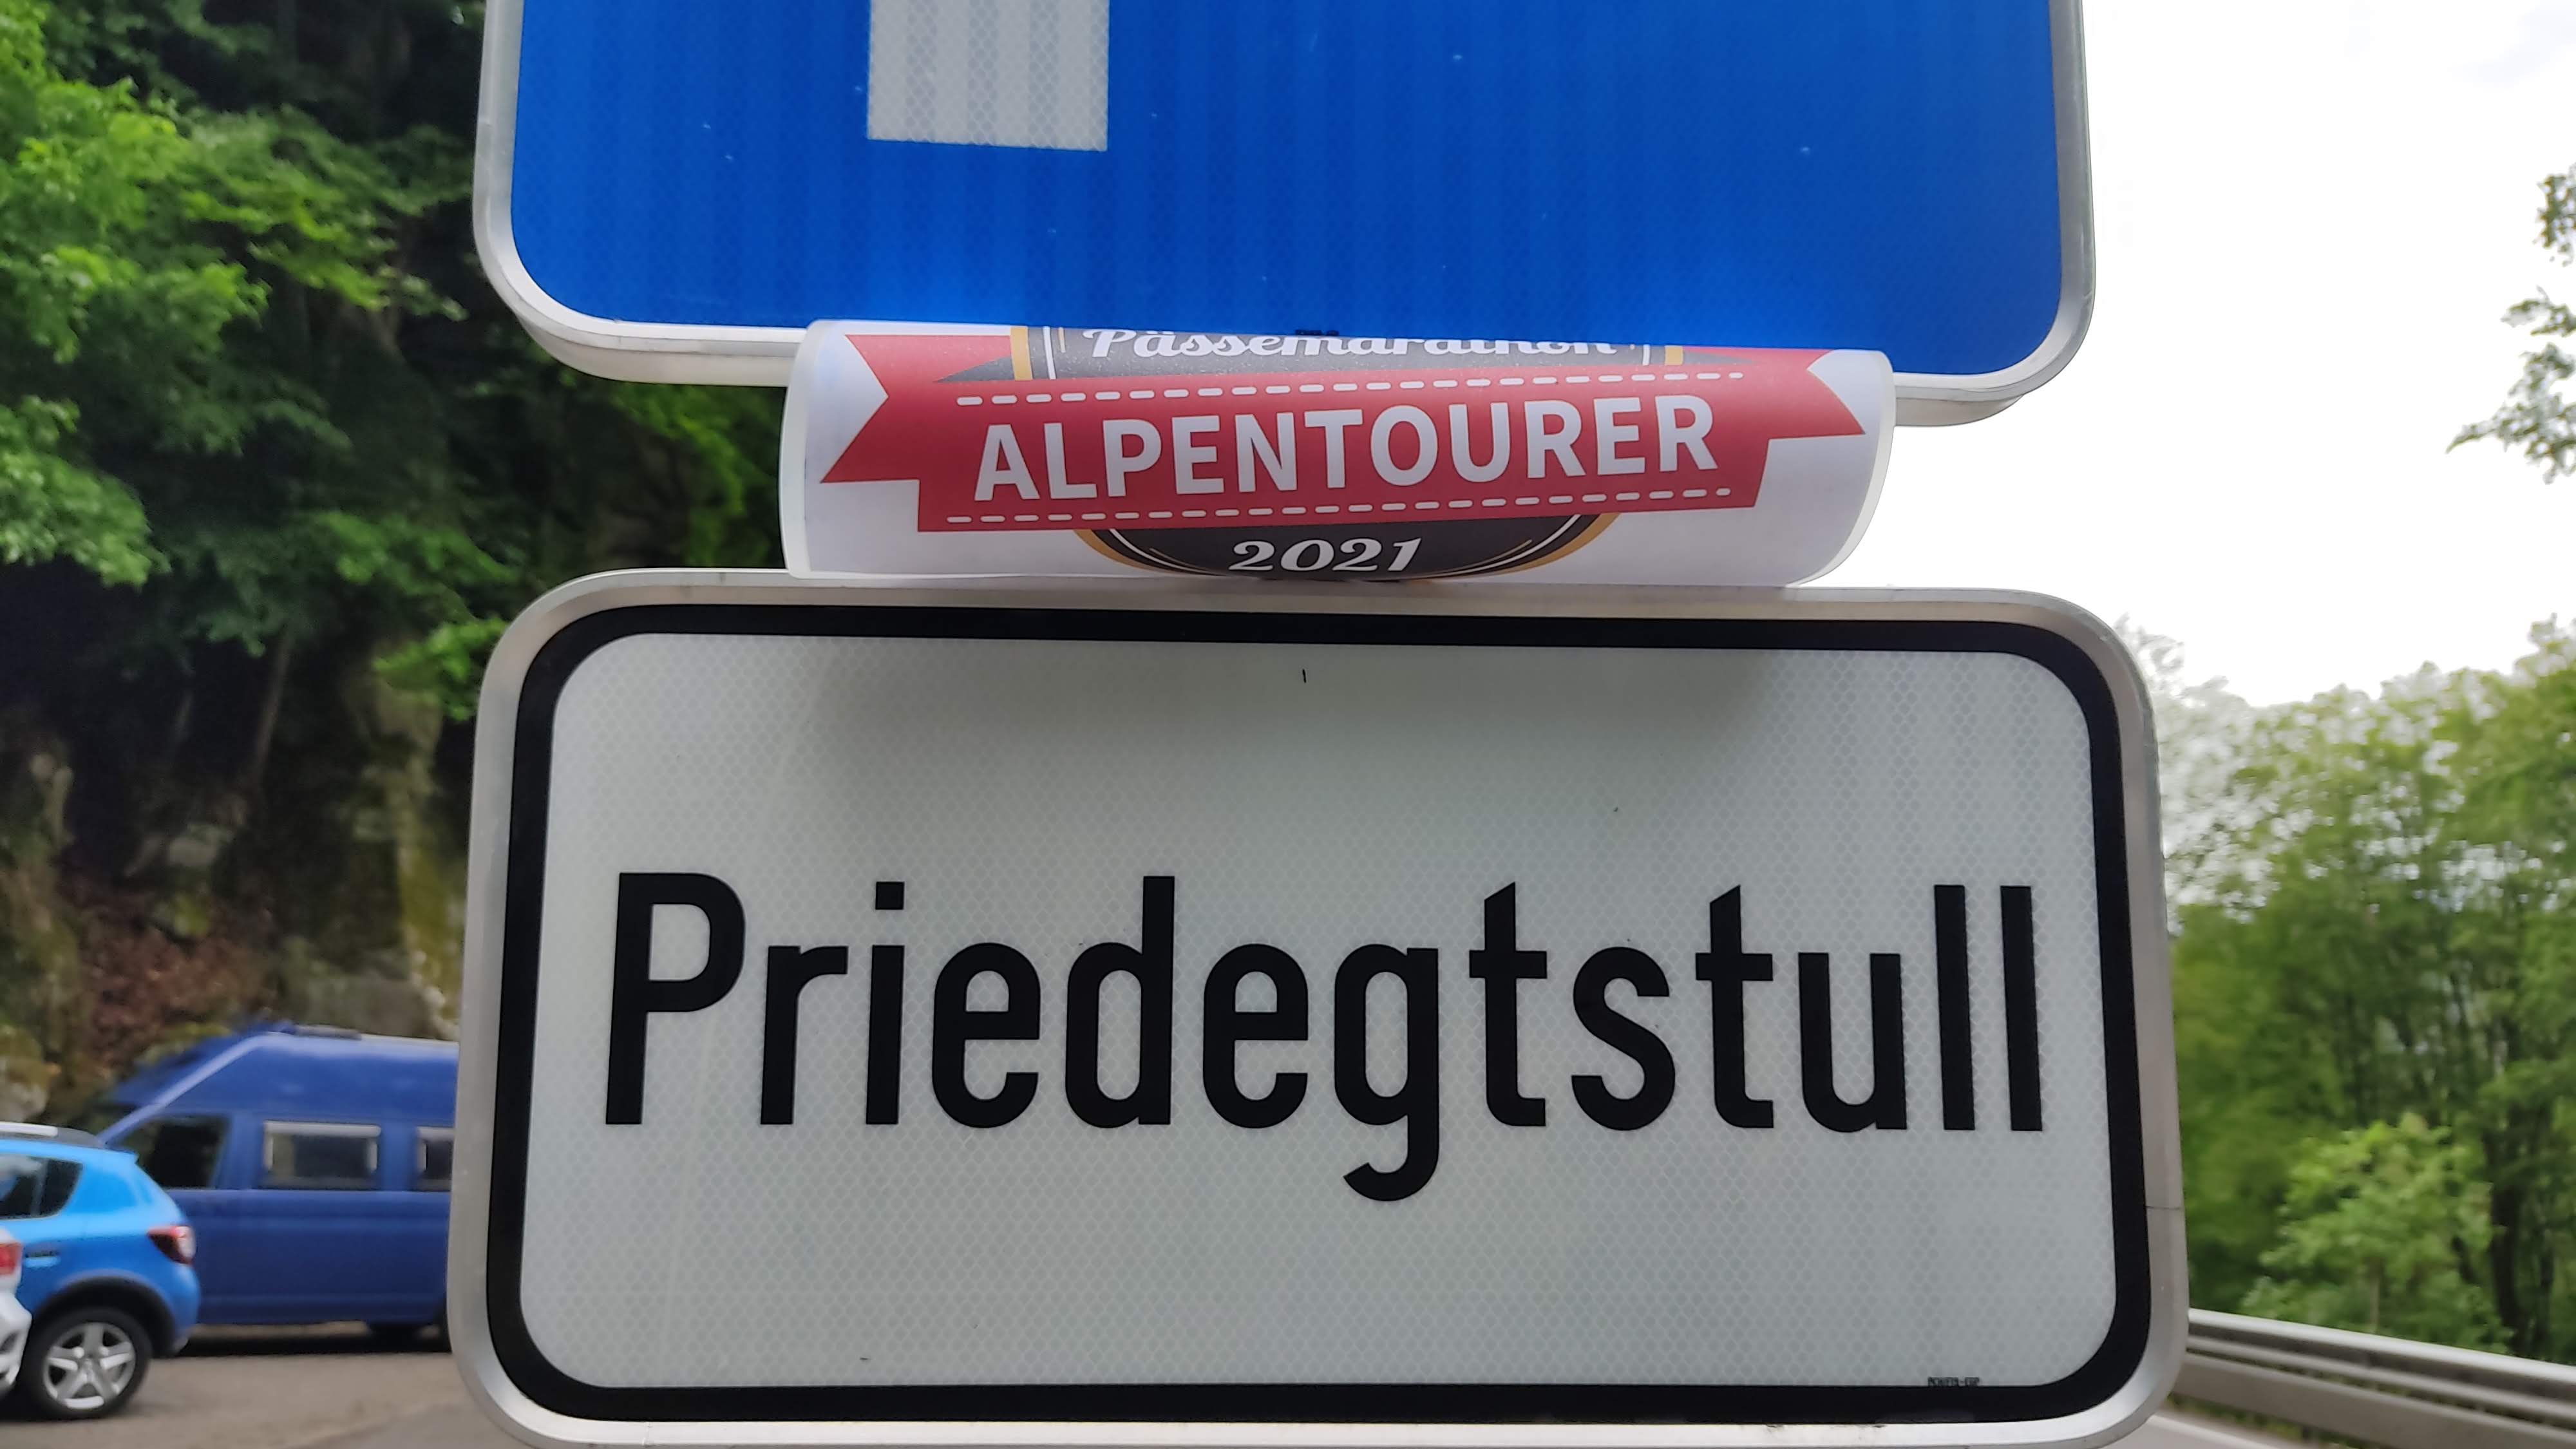 Pässemarathon
ALPENTOURER
2021
Priedegtstull